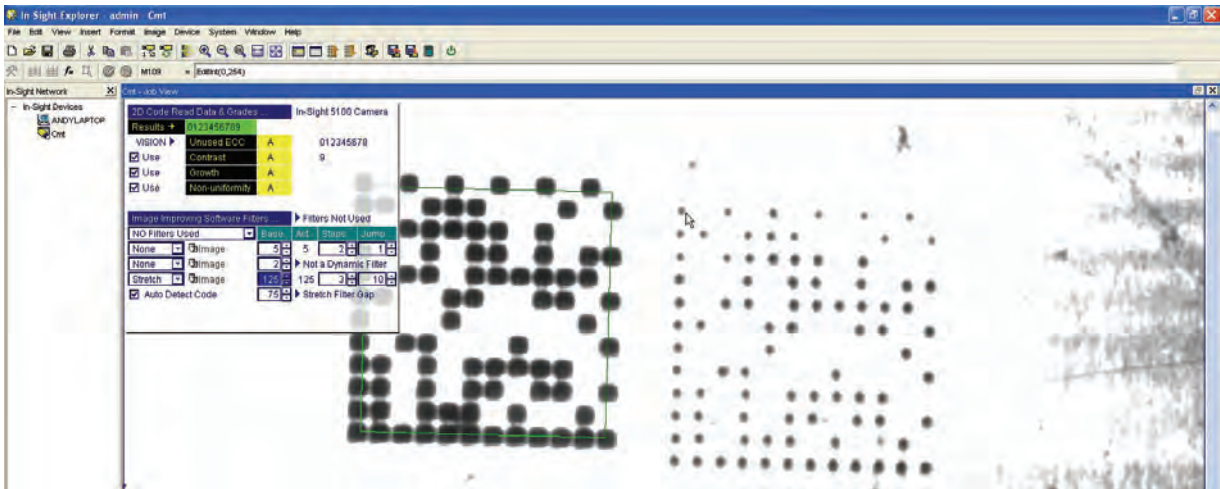 In Sight Explorer - admin - Cmt
File Edit View Insert Format Image Device System Window Help
M109 = EditInt(0,254)
In-Sight Network
Cmt - Job View
In-Sight Devices
ANDYLAPTOP
Cmt
2D Code Read Data & Grades ... In-Sight 5100 Camera
Results 0123456789
VISION Unused ECC A 012345678
Use Contrast A 9
Use Growth A
Use Non-uniformity A
Image Improving Software Filters ... Filters Not Used
NO Filters Used Base Act. Steps Jump
None Image 5 5 2 1
None Image 2 Not a Dynamic Filter
Stretch Image 125 125 3 10
Auto Detect Code 75 Stretch Filter Gap